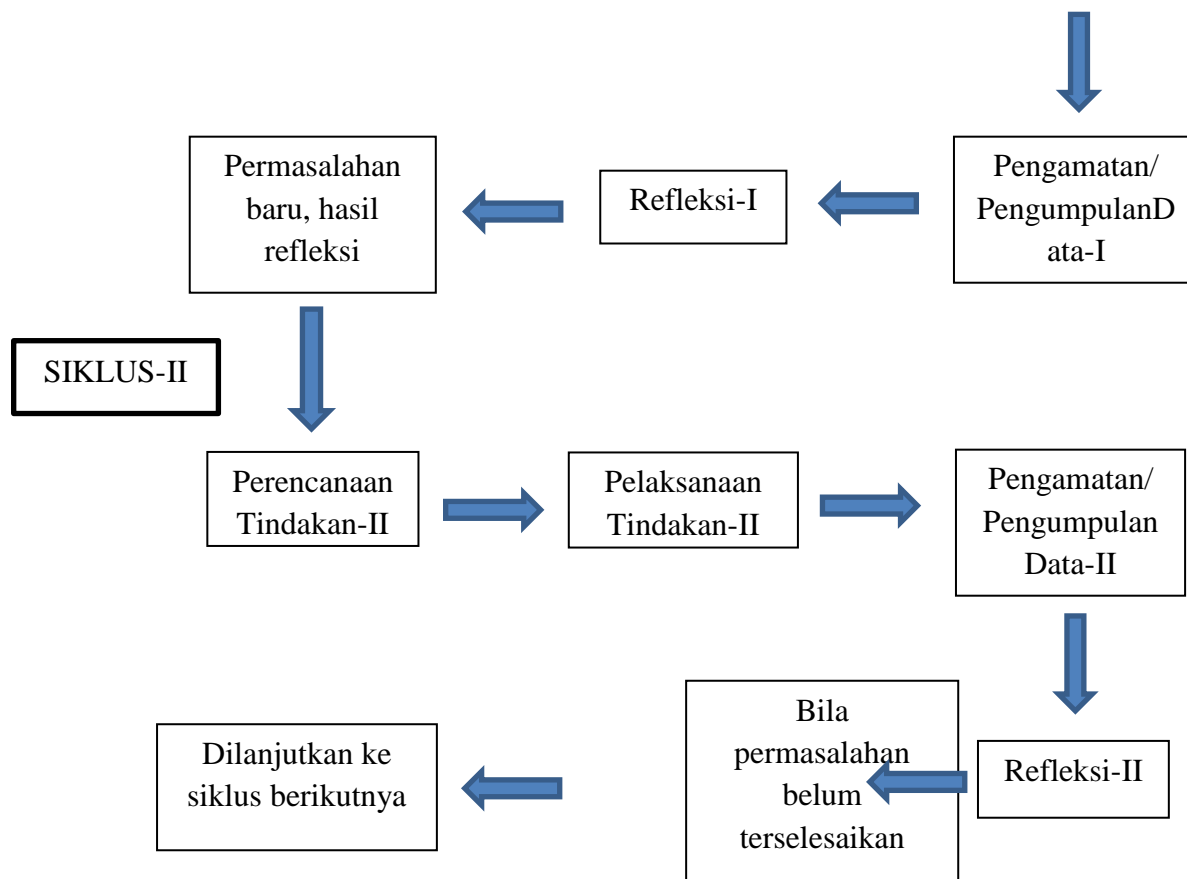 Permasalahan
baru, hasil
refleksi
Refleksi-I
Pengamatan/
PengumpulanD
ata-I
SIKLUS-II
Perencanaan
Tindakan-II
Pelaksanaan
Tindakan-II
Pengamatan/
Pengumpulan
Data-II
Dilanjutkan ke
siklus berikutnya
Bila
permasalahan
belum
terselesaikan
Refleksi-II